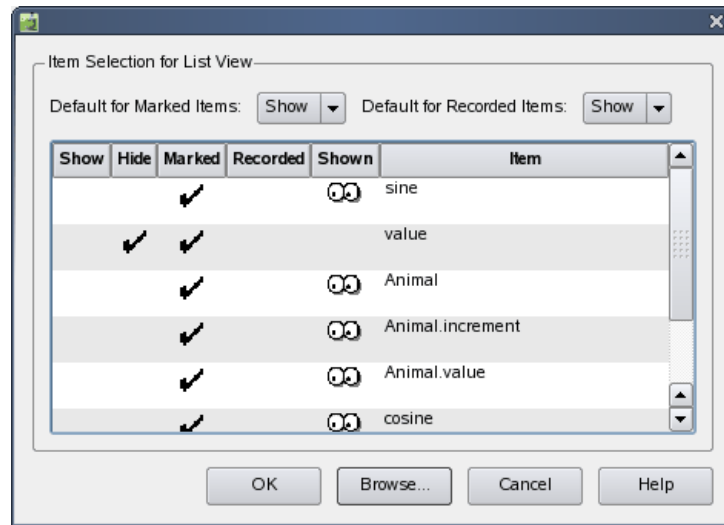 Item Selection for List View
Default for Marked Items: Show Default for Recorded Items: Show
Show Hide Marked Recorded Shown Item
sine
value
Animal
Animal.increment
Animal.value
cosine
OK Browse... Cancel Help